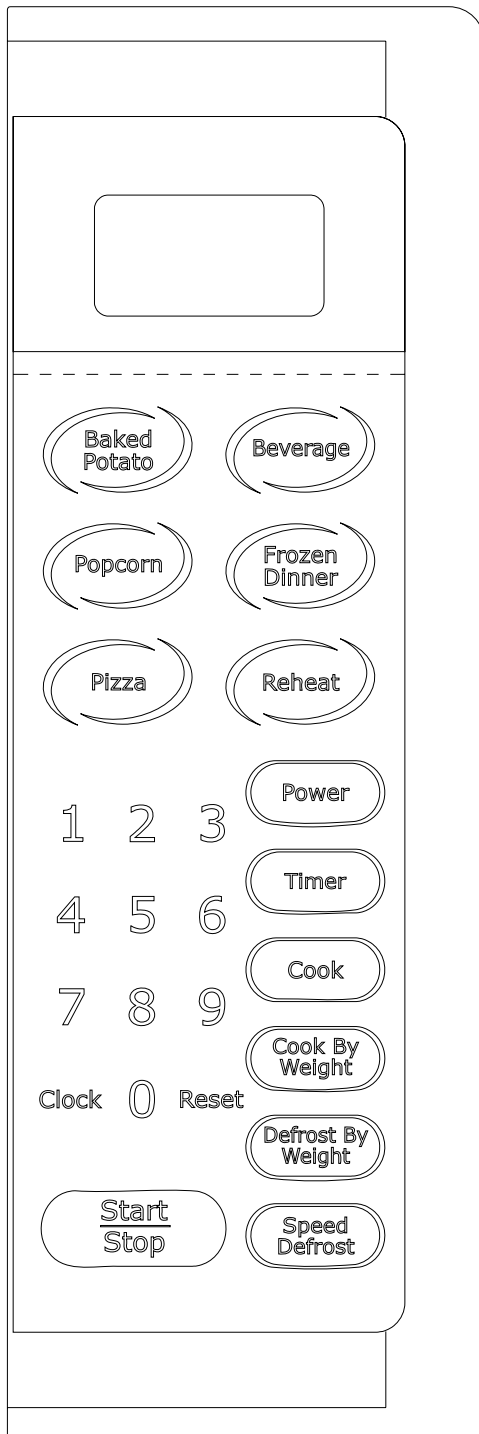 Baked
Potato
Beverage
Popcorn
Frozen
Dinner
Pizza
Reheat
Power
1 2 3
Timer
4 5 6
Cook
7 8 9
Cook By
Weight
Clock 0 Reset
Defrost By
Weight
Start
Stop
Speed
Defrost